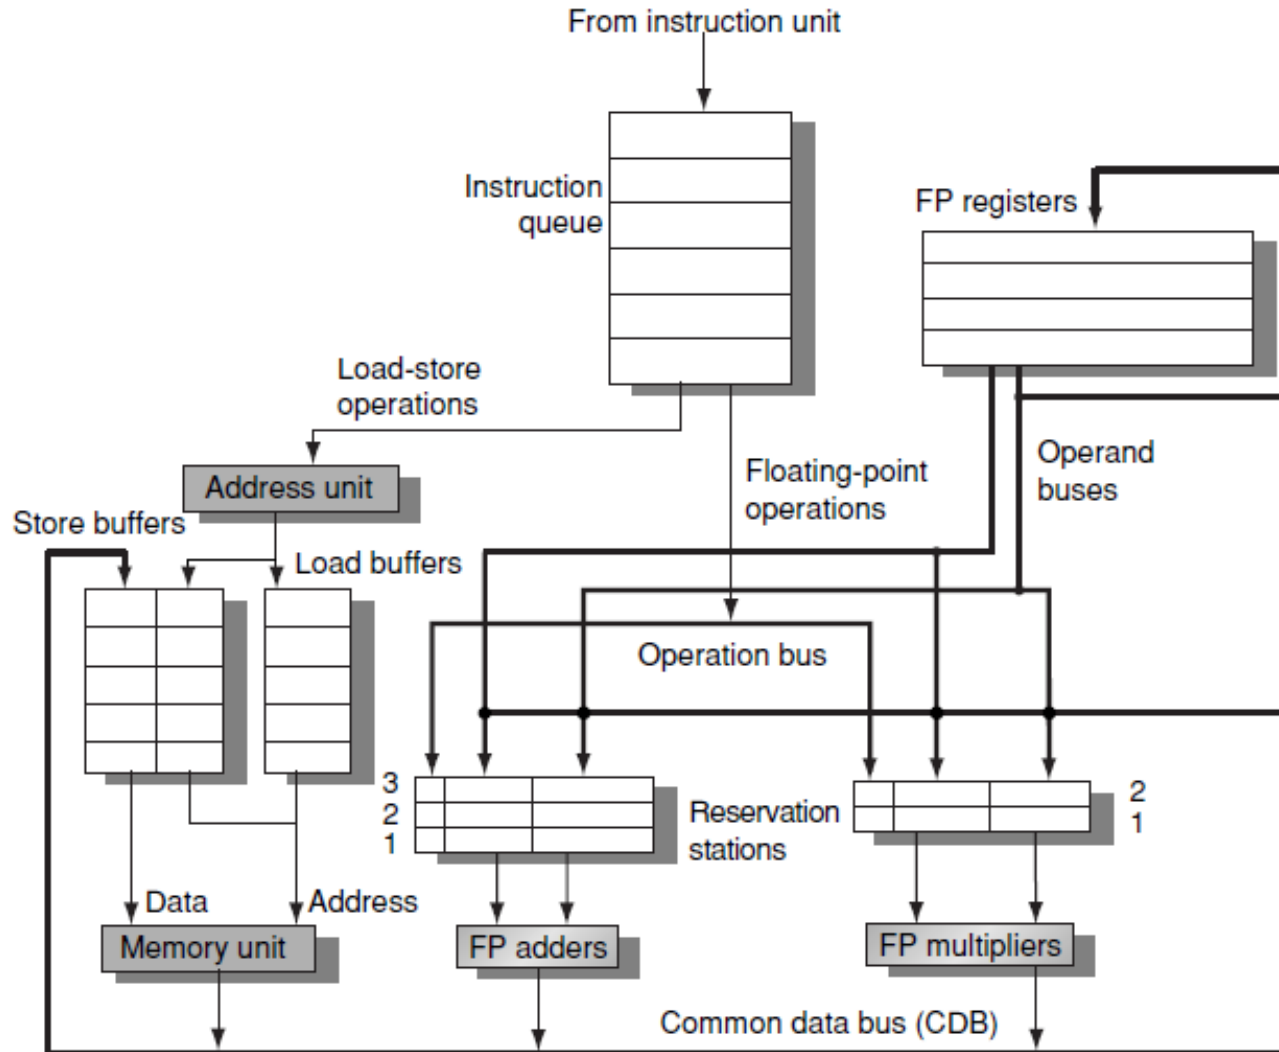 From instruction unit
Instruction
queue
FP registers
Load-store
operations
Address unit
Floating-point
operations
Operand
buses
Store buffers
Load buffers
Operation bus
3
2
1
Reservation
stations
2
1
Data
Address
Memory unit
FP adders
FP multipliers
Common data bus (CDB)